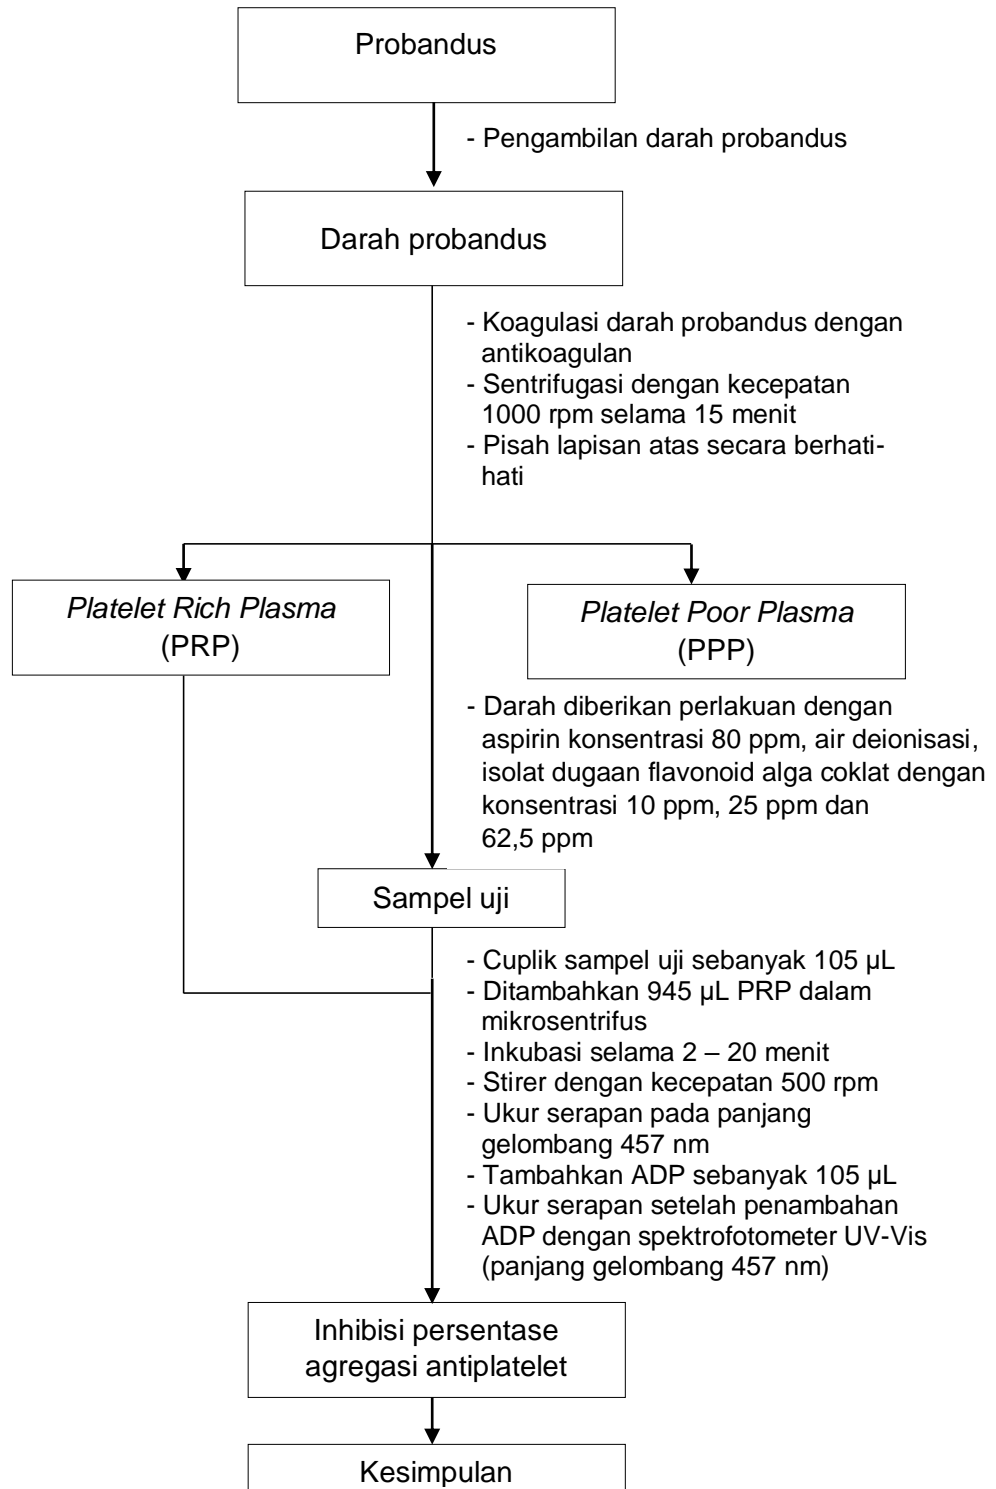 Probandus
- Pengambilan darah probandus
Darah probandus
- Koagulasi darah probandus dengan
antikoagulan
- Sentrifugasi dengan kecepatan
1000 rpm selama 15 menit
- Pisah lapisan atas secara berhati-
hati
Platelet Rich Plasma
(PRP)
Platelet Poor Plasma
(PPP)
- Darah diberikan perlakuan dengan
aspirin konsentrasi 80 ppm, air deionisasi,
isolat dugaan flavonoid alga coklat dengan
konsentrasi 10 ppm, 25 ppm dan
62,5 ppm
Sampel uji
- Cuplik sampel uji sebanyak 105 µL
- Ditambahkan 945 µL PRP dalam
mikrosentrifus
- Inkubasi selama 2 – 20 menit
- Stirer dengan kecepatan 500 rpm
- Ukur serapan pada panjang
gelombang 457 nm
- Tambahkan ADP sebanyak 105 µL
- Ukur serapan setelah penambahan
ADP dengan spektrofotometer UV-Vis
(panjang gelombang 457 nm)
Inhibisi persentase
agregasi antiplatelet
Kesimpulan